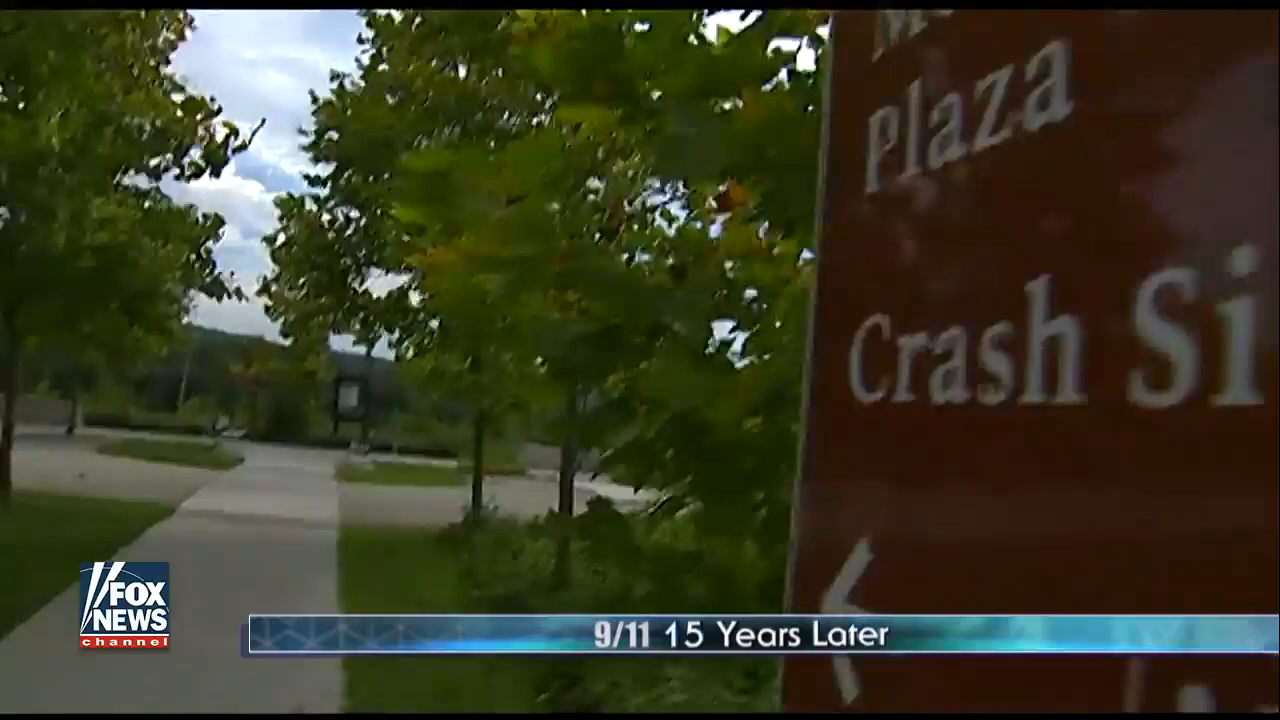 Plaza
Crash Si
FOX
NEWS
channel
9/11 15 Years Later